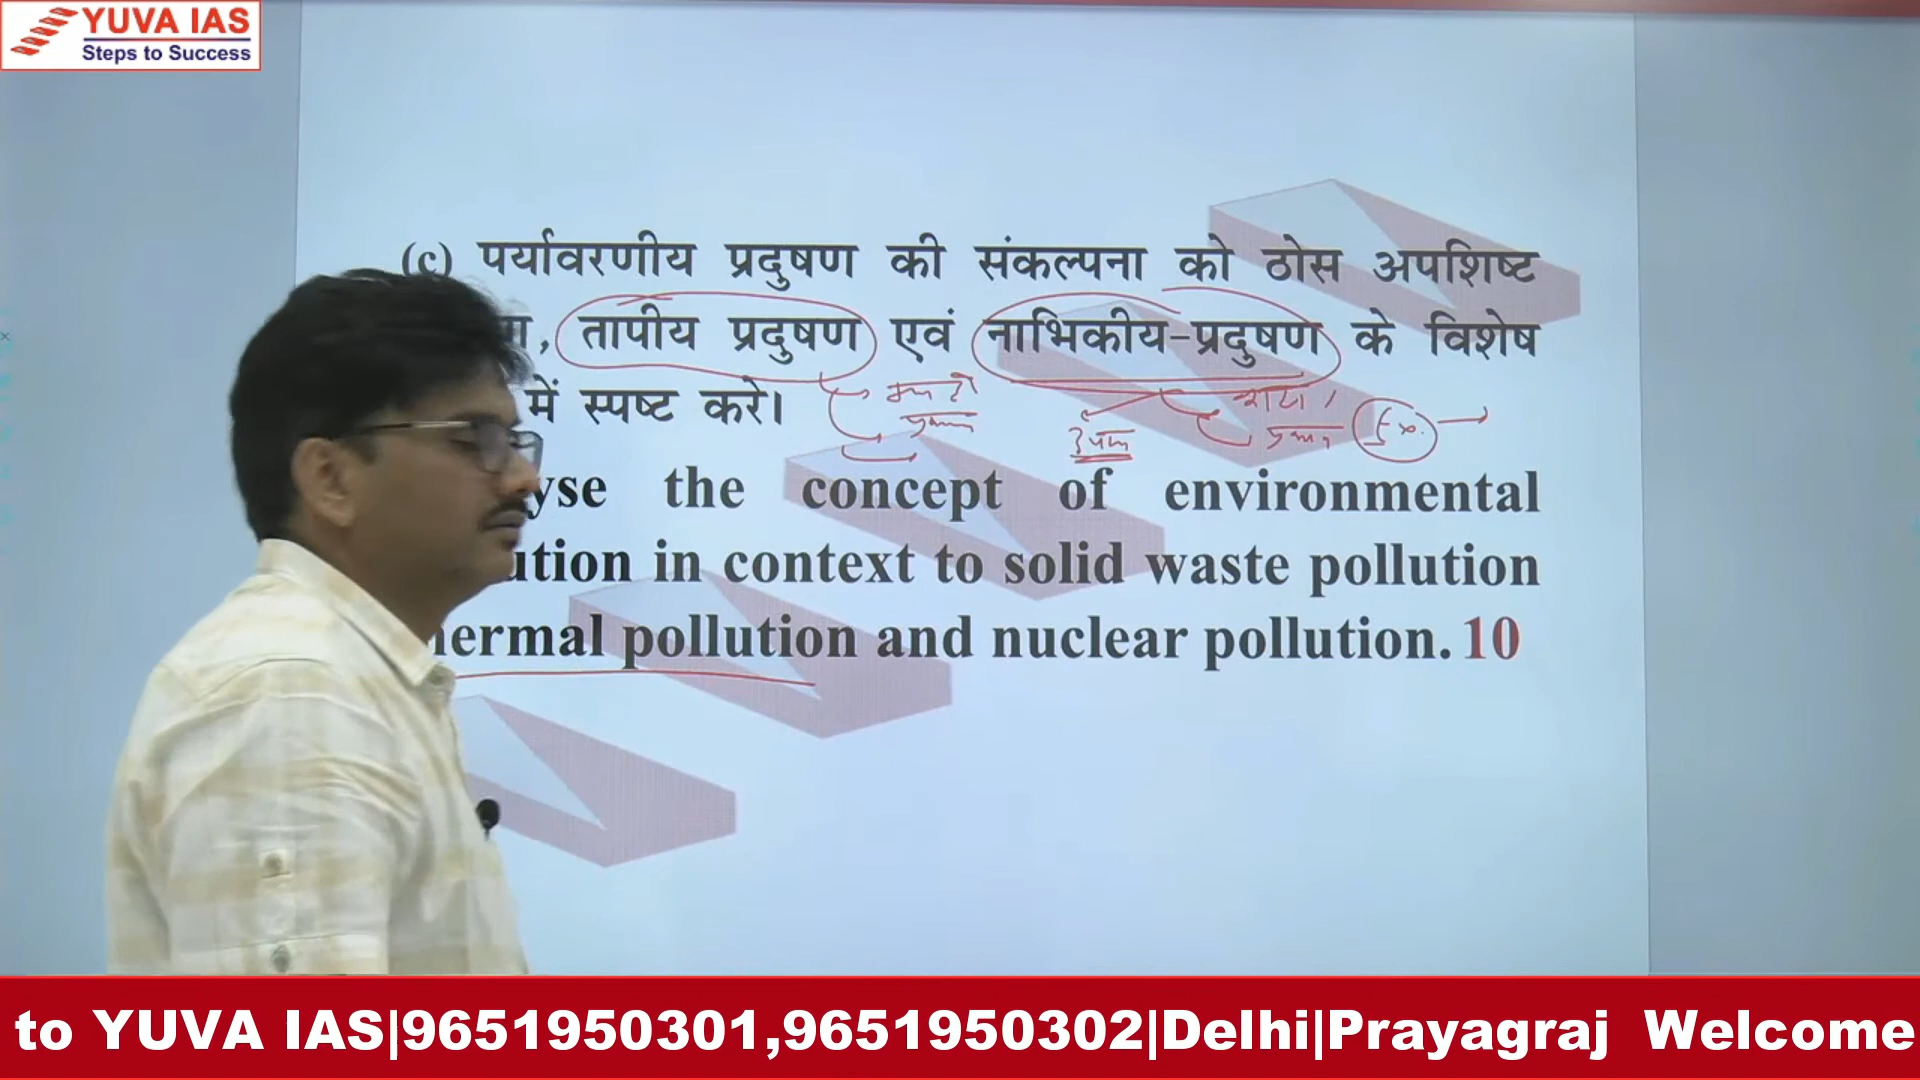 YUVA IAS
Steps to Success
(c) पर्यावरणीय प्रदुषण की संकल्पना को ठोस अपशिष्ट
तापीय प्रदुषण एवं नाभिकीय-प्रदुषण के विशेष
में स्पष्ट करे।
Ex.
yse the concept of environmental
ution in context to solid waste pollution
hermal pollution and nuclear pollution. 10
to YUVA IAS|9651950301,9651950302|Delhi|Prayagraj Welcome